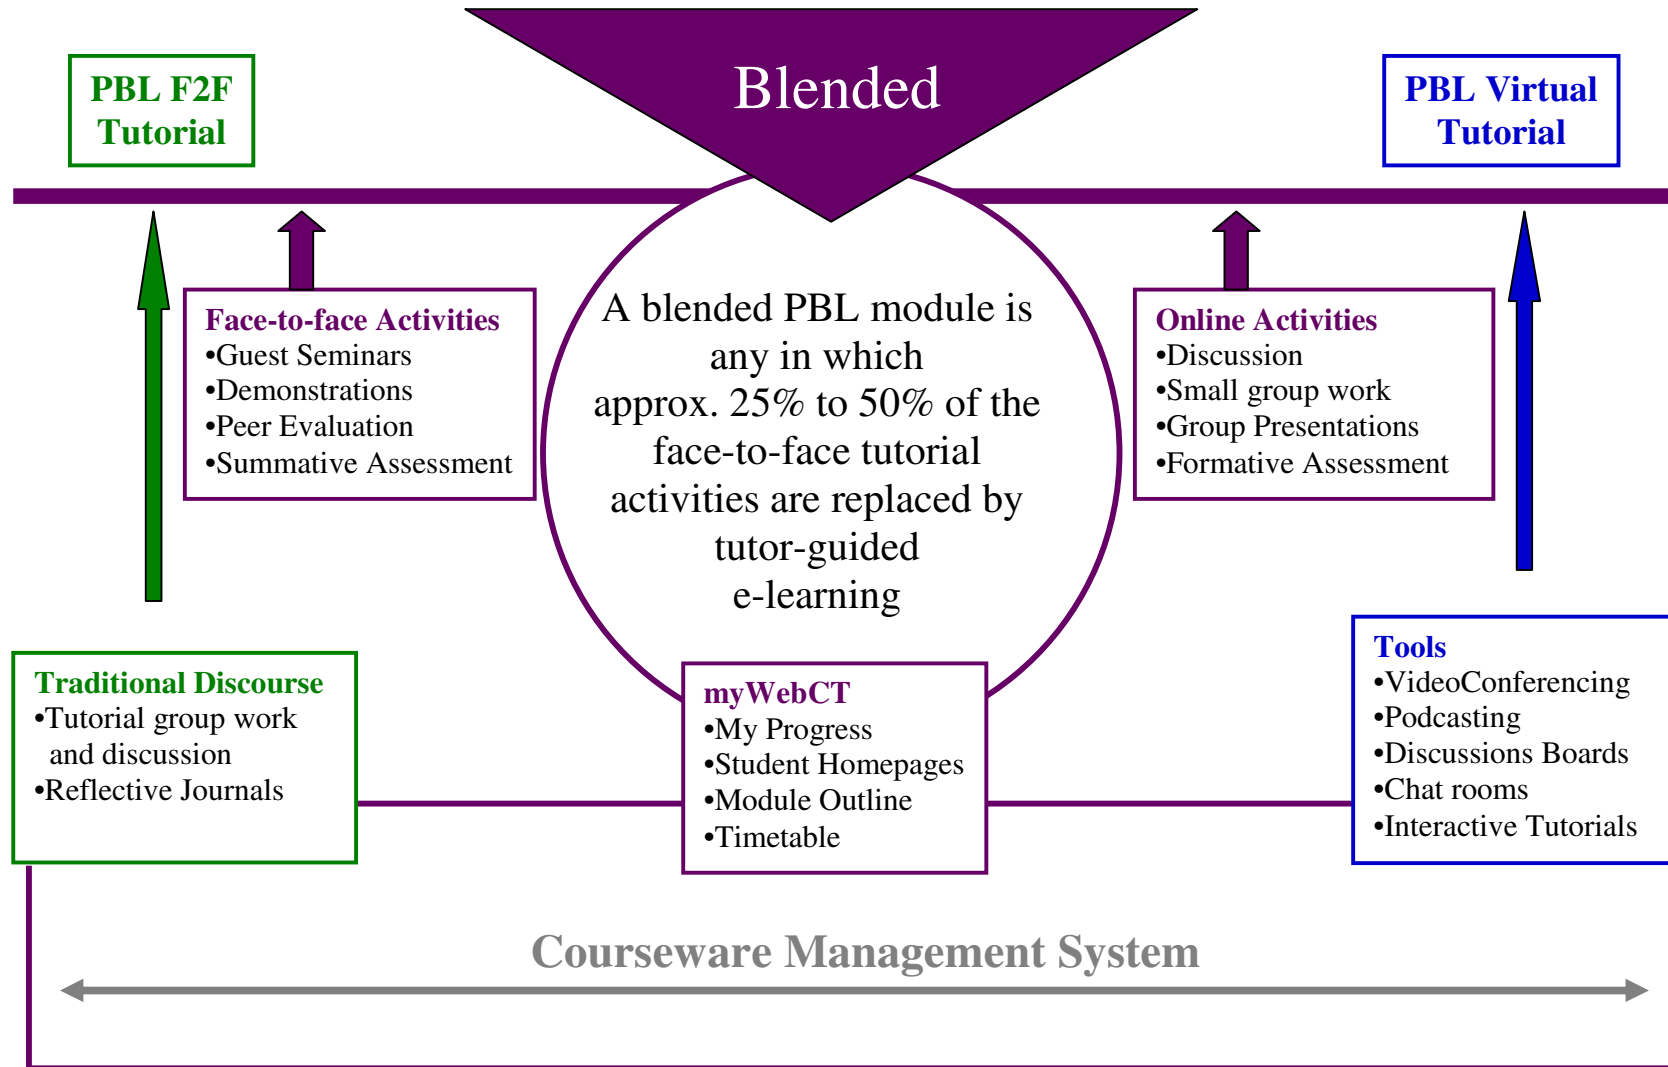 Blended
PBL F2F
Tutorial
PBL Virtual
Tutorial
Face-to-face Activities
•Guest Seminars
•Demonstrations
•Peer Evaluation
•Summative Assessment
A blended PBL module is
any in which
approx. 25% to 50% of the
face-to-face tutorial
activities are replaced by
tutor-guided
e-learning
Online Activities
•Discussion
•Small group work
•Group Presentations
•Formative Assessment
Traditional Discourse
•Tutorial group work
and discussion
•Reflective Journals
myWebCT
•My Progress
•Student Homepages
•Module Outline
•Timetable
Tools
•VideoConferencing
•Podcasting
•Discussions Boards
•Chat rooms
•Interactive Tutorials
Courseware Management System